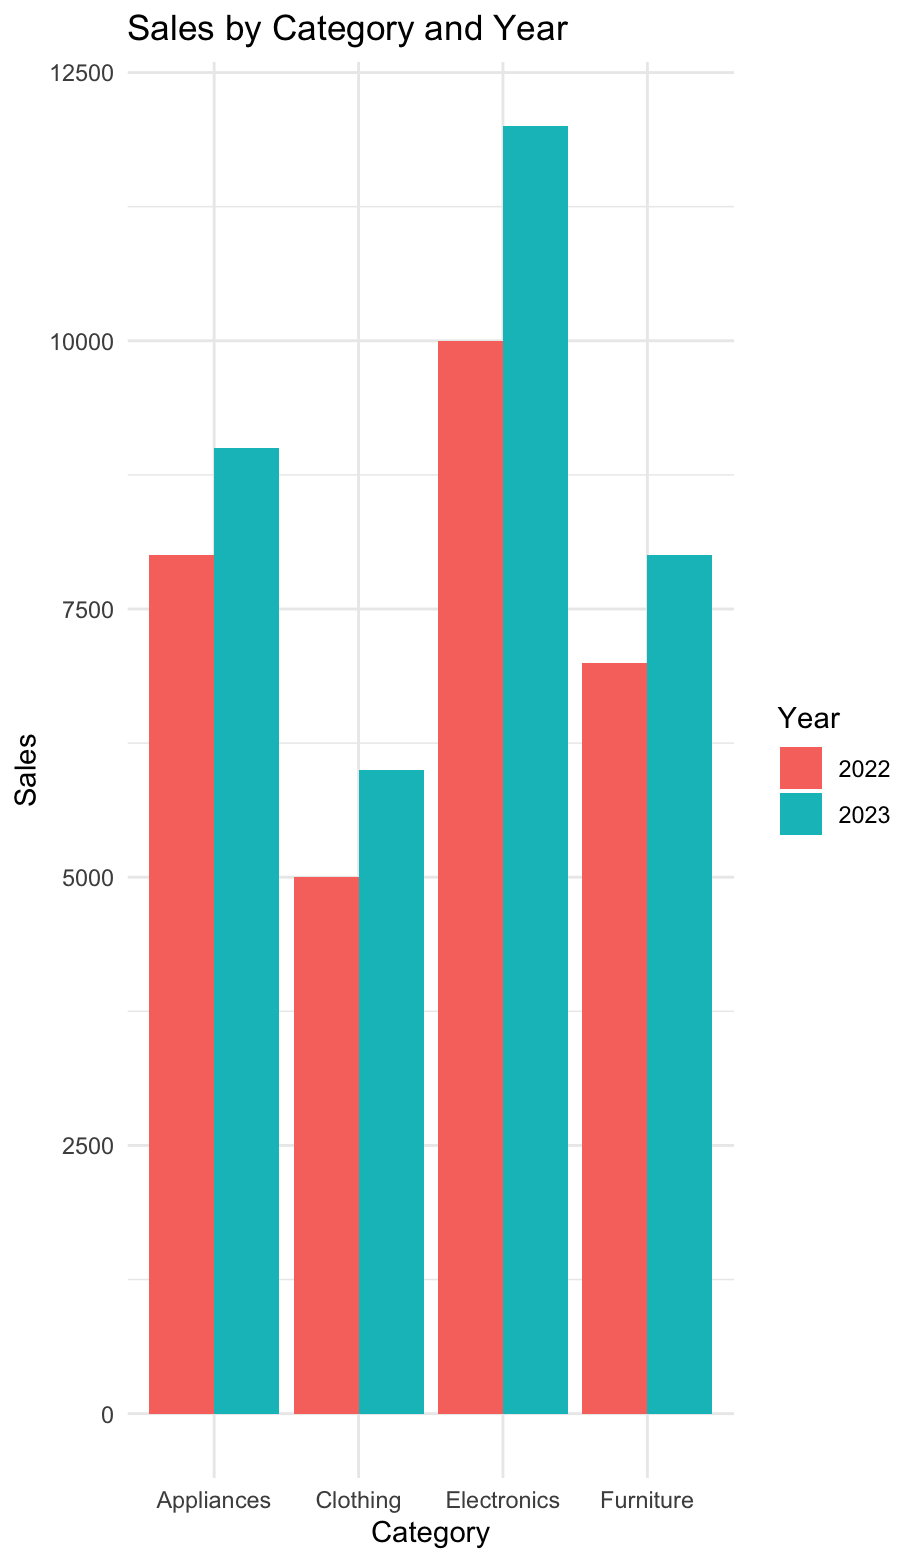 Sales by Category and Year
12500
10000
7500
5000
2500
0
Sales
Appliances Clothing Electronics Furniture
Category
Year
2022
2023